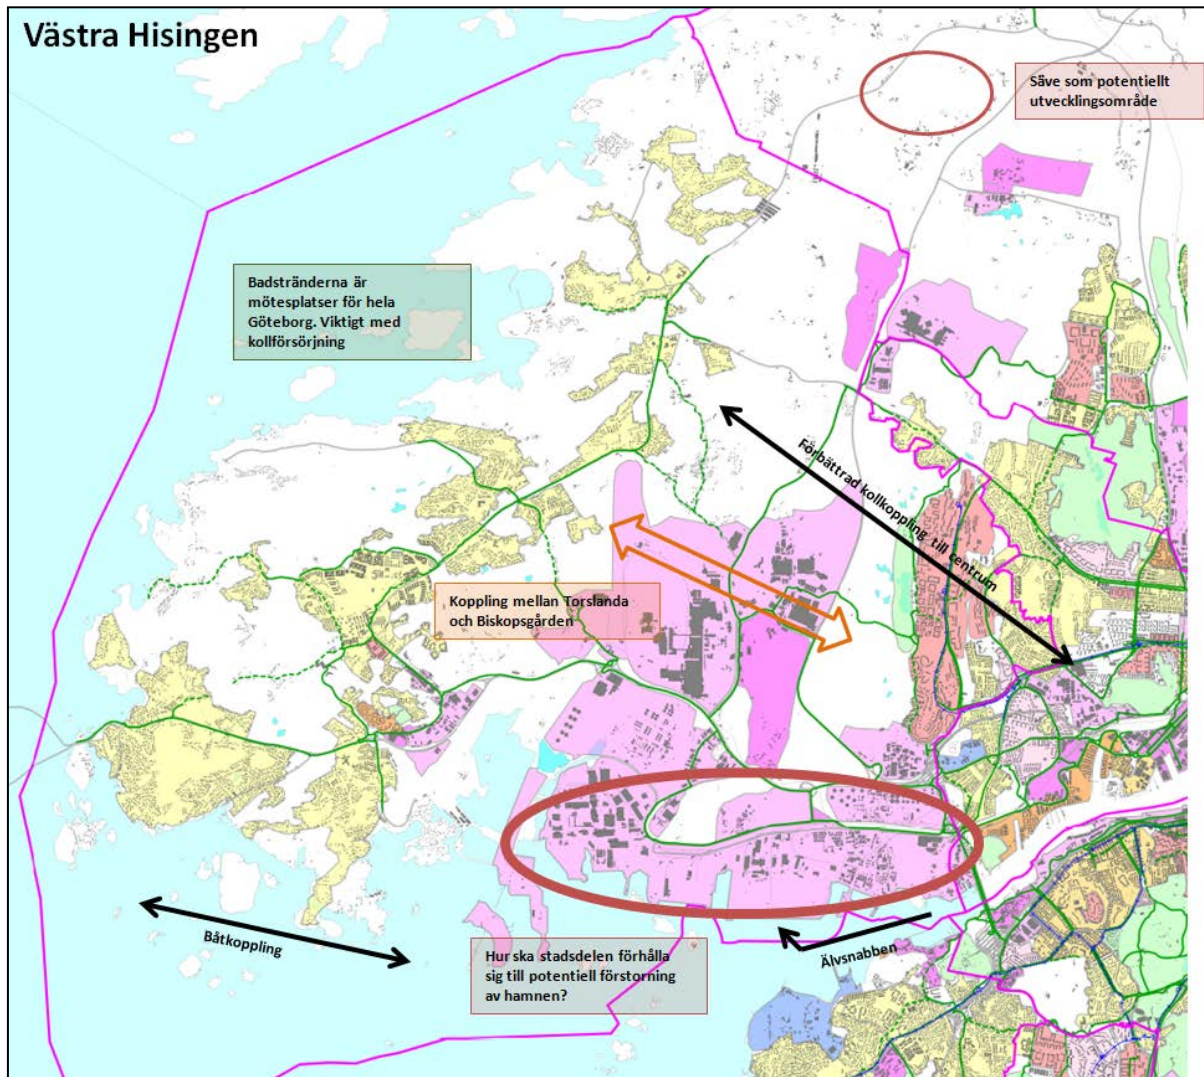 Västra Hisingen
Säve som potentiellt
utvecklingsområde
Badstränderna är
mötesplatser för hela
Göteborg. Viktigt med
kollförsörjning
Förbättrad kollkoppling till centrum
Koppling mellan Torslanda
och Biskopsgården
Båtkoppling
Älvsnabben
Hur ska stadsdelen förhålla
sig till potentiell förstorning
av hamnen?